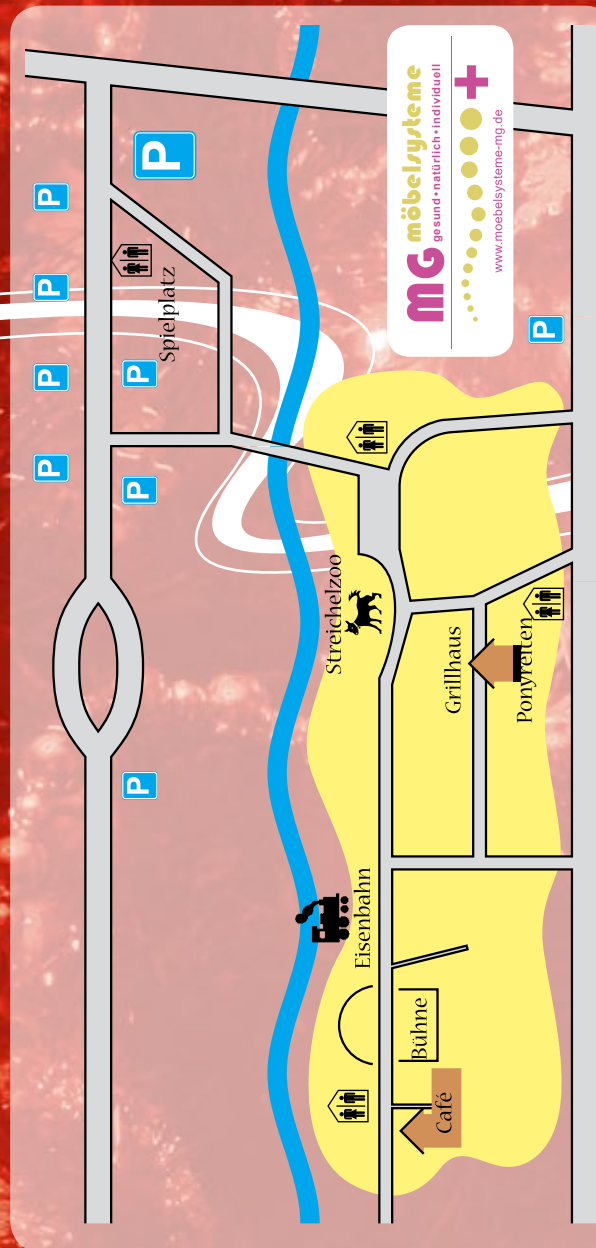 P P P P
P P P P
Spielplatz
Streichelzoo
Eisenbahn
MG möbelsysteme
gesund•natürlich•individuell
+
www.moebelsysteme-mg.de
Bühne
Café
Grillhaus
Ponyreiten
P